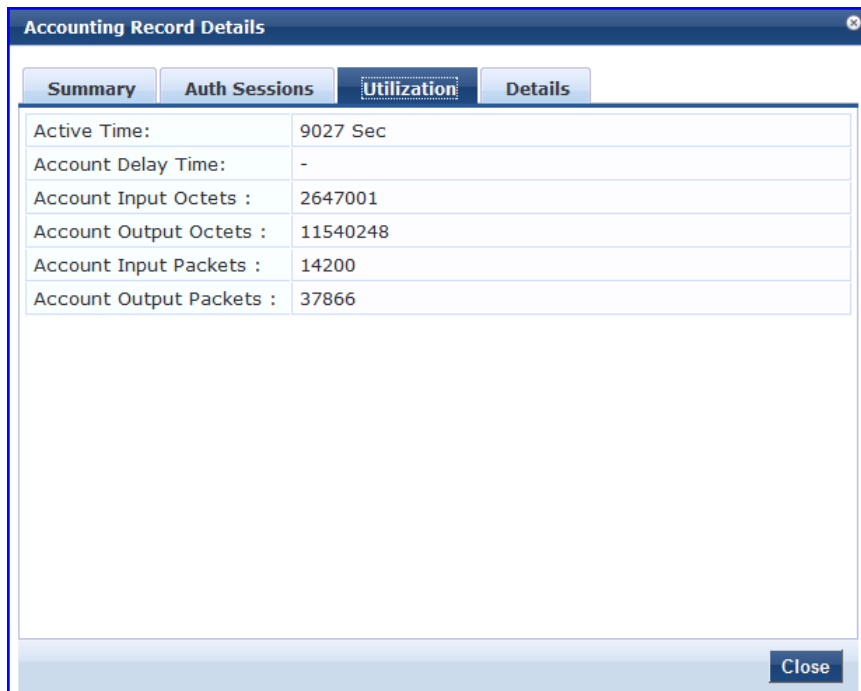 Accounting Record Details
Summary Auth Sessions Utilization Details
Active Time: 9027 Sec
Account Delay Time: -
Account Input Octets : 2647001
Account Output Octets : 11540248
Account Input Packets : 14200
Account Output Packets : 37866
Close